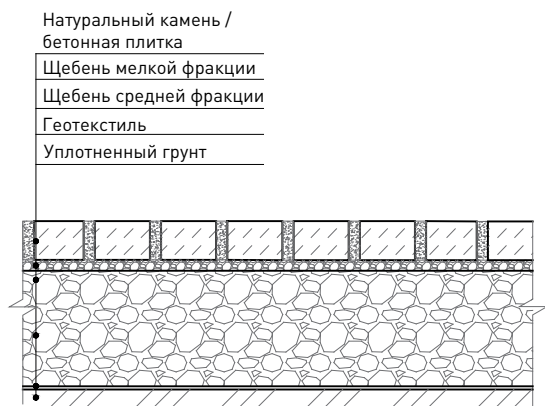 Натуральный камень /
бетонная плитка
Щебень мелкой фракции
Щебень средней фракции
Геотекстиль
Уплотненный грунт